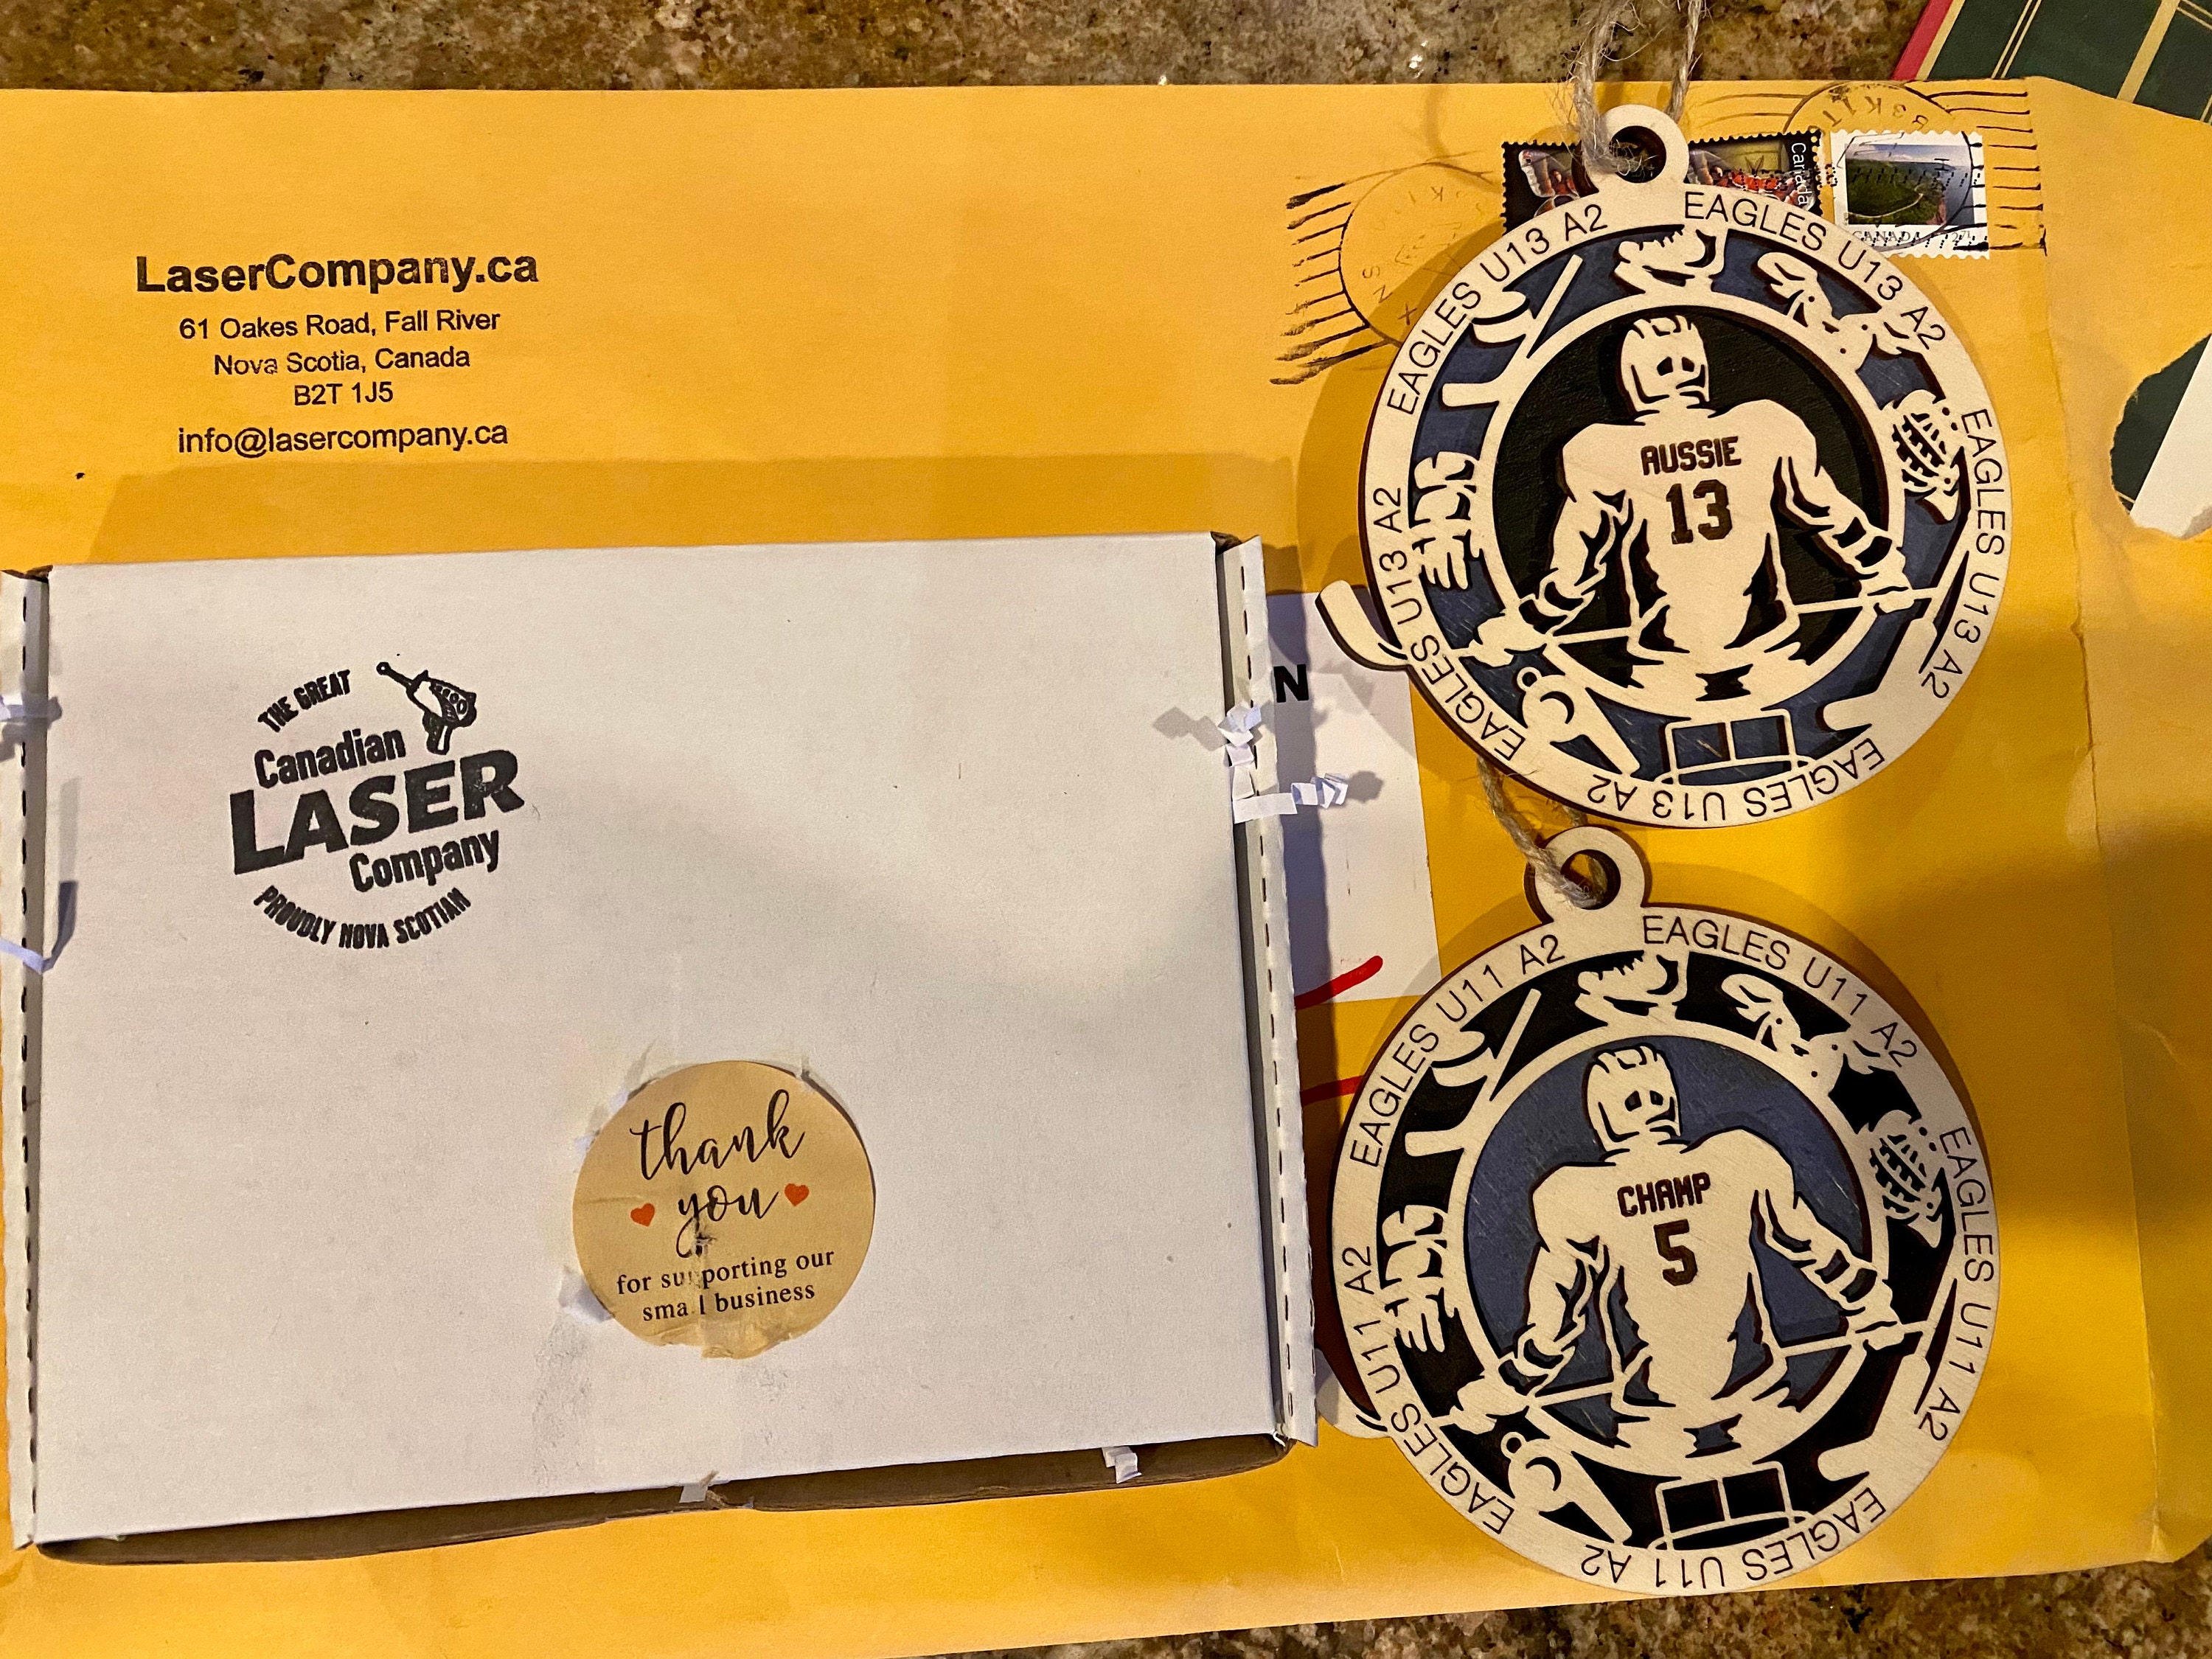 LaserCompany.ca
61 Oakes Road, Fall River
Nova Scotia, Canada
B2T 1J5
info@lasercompany.ca
THE GREAT
Canadian
LASER
Company
PROUDLY NOVA SCOTIAN
thank
you
for supporting our
small business
N
Canada
CANADA
EAGLES U13 A2
EAGLES U13 A2
EAGLES U13 A2
EAGLES U13 A2
EAGLES U13 A2
AUSSIE
13
EAGLES U11 A2
EAGLES U11 A2
EAGLES U11 A2
EAGLES U11 A2
EAGLES U11 A2
CHAMP
5